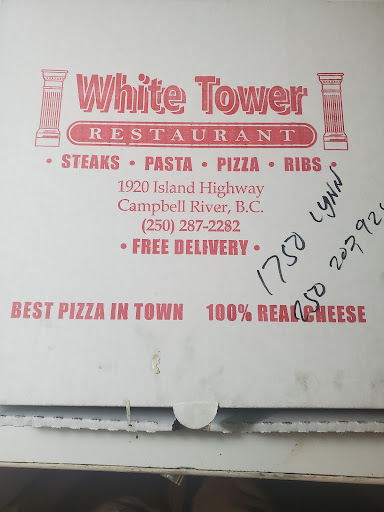 White Tower
RESTAURANT
• STEAKS • PASTA • PIZZA • RIBS •
1920 Island Highway
Campbell River, B.C.
(250) 287-2282
• FREE DELIVERY •
1750 LYNN
BEST PIZZA IN TOWN 100% REAL CHEESE